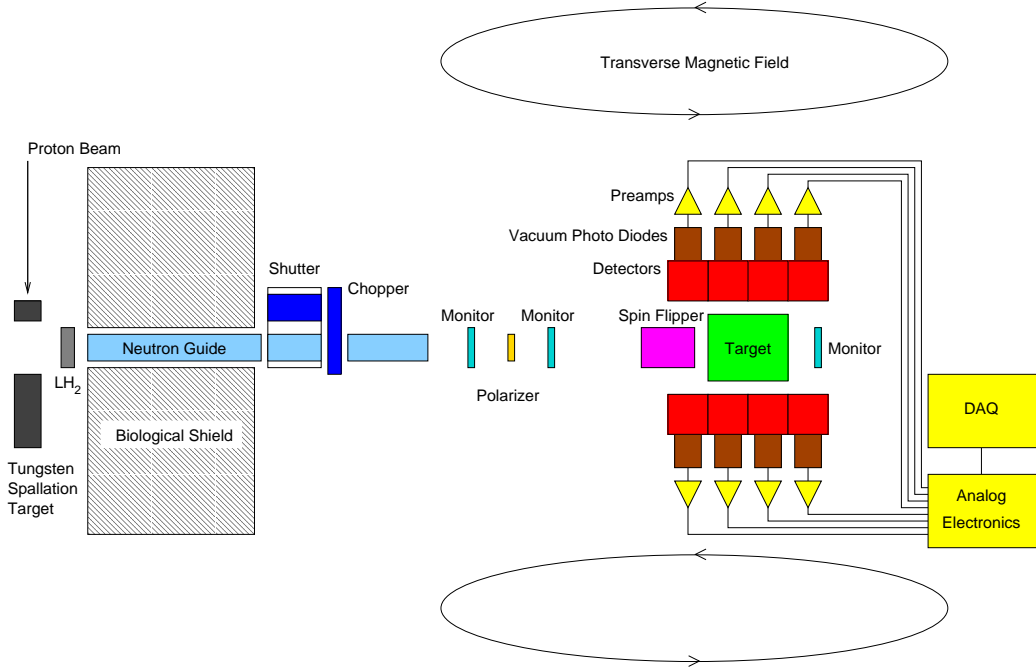 Transverse Magnetic Field
Proton Beam
Preamps
Vacuum Photo Diodes
Shutter
Detectors
Chopper
Monitor
Monitor
Spin Flipper
Neutron Guide
Target
Monitor
LH2
Polarizer
DAQ
Biological Shield
Tungsten
Spallation
Target
Analog
Electronics